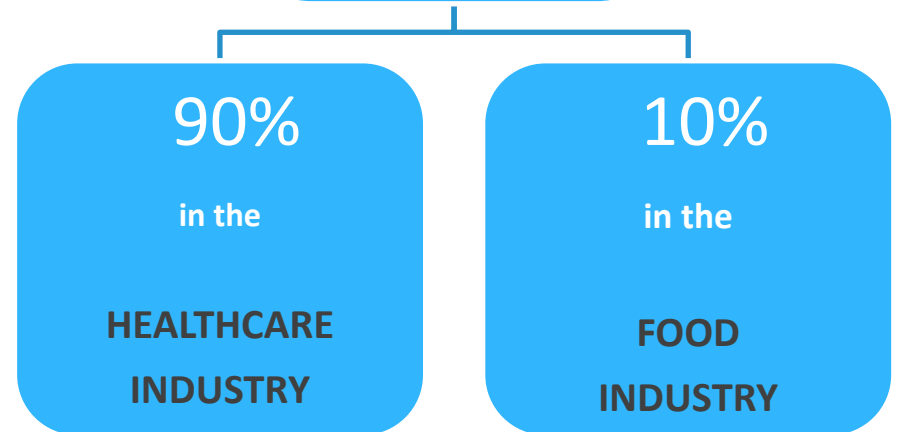 90%
in the
HEALTHCARE
INDUSTRY
10%
in the
FOOD
INDUSTRY